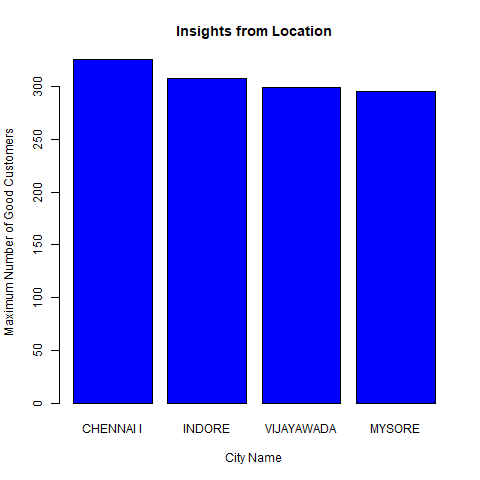 Insights from Location
Maximum Number of Good Customers
300
250
200
150
100
50
0
CHENNAI I INDORE VIJAYAWADA MYSORE
City Name